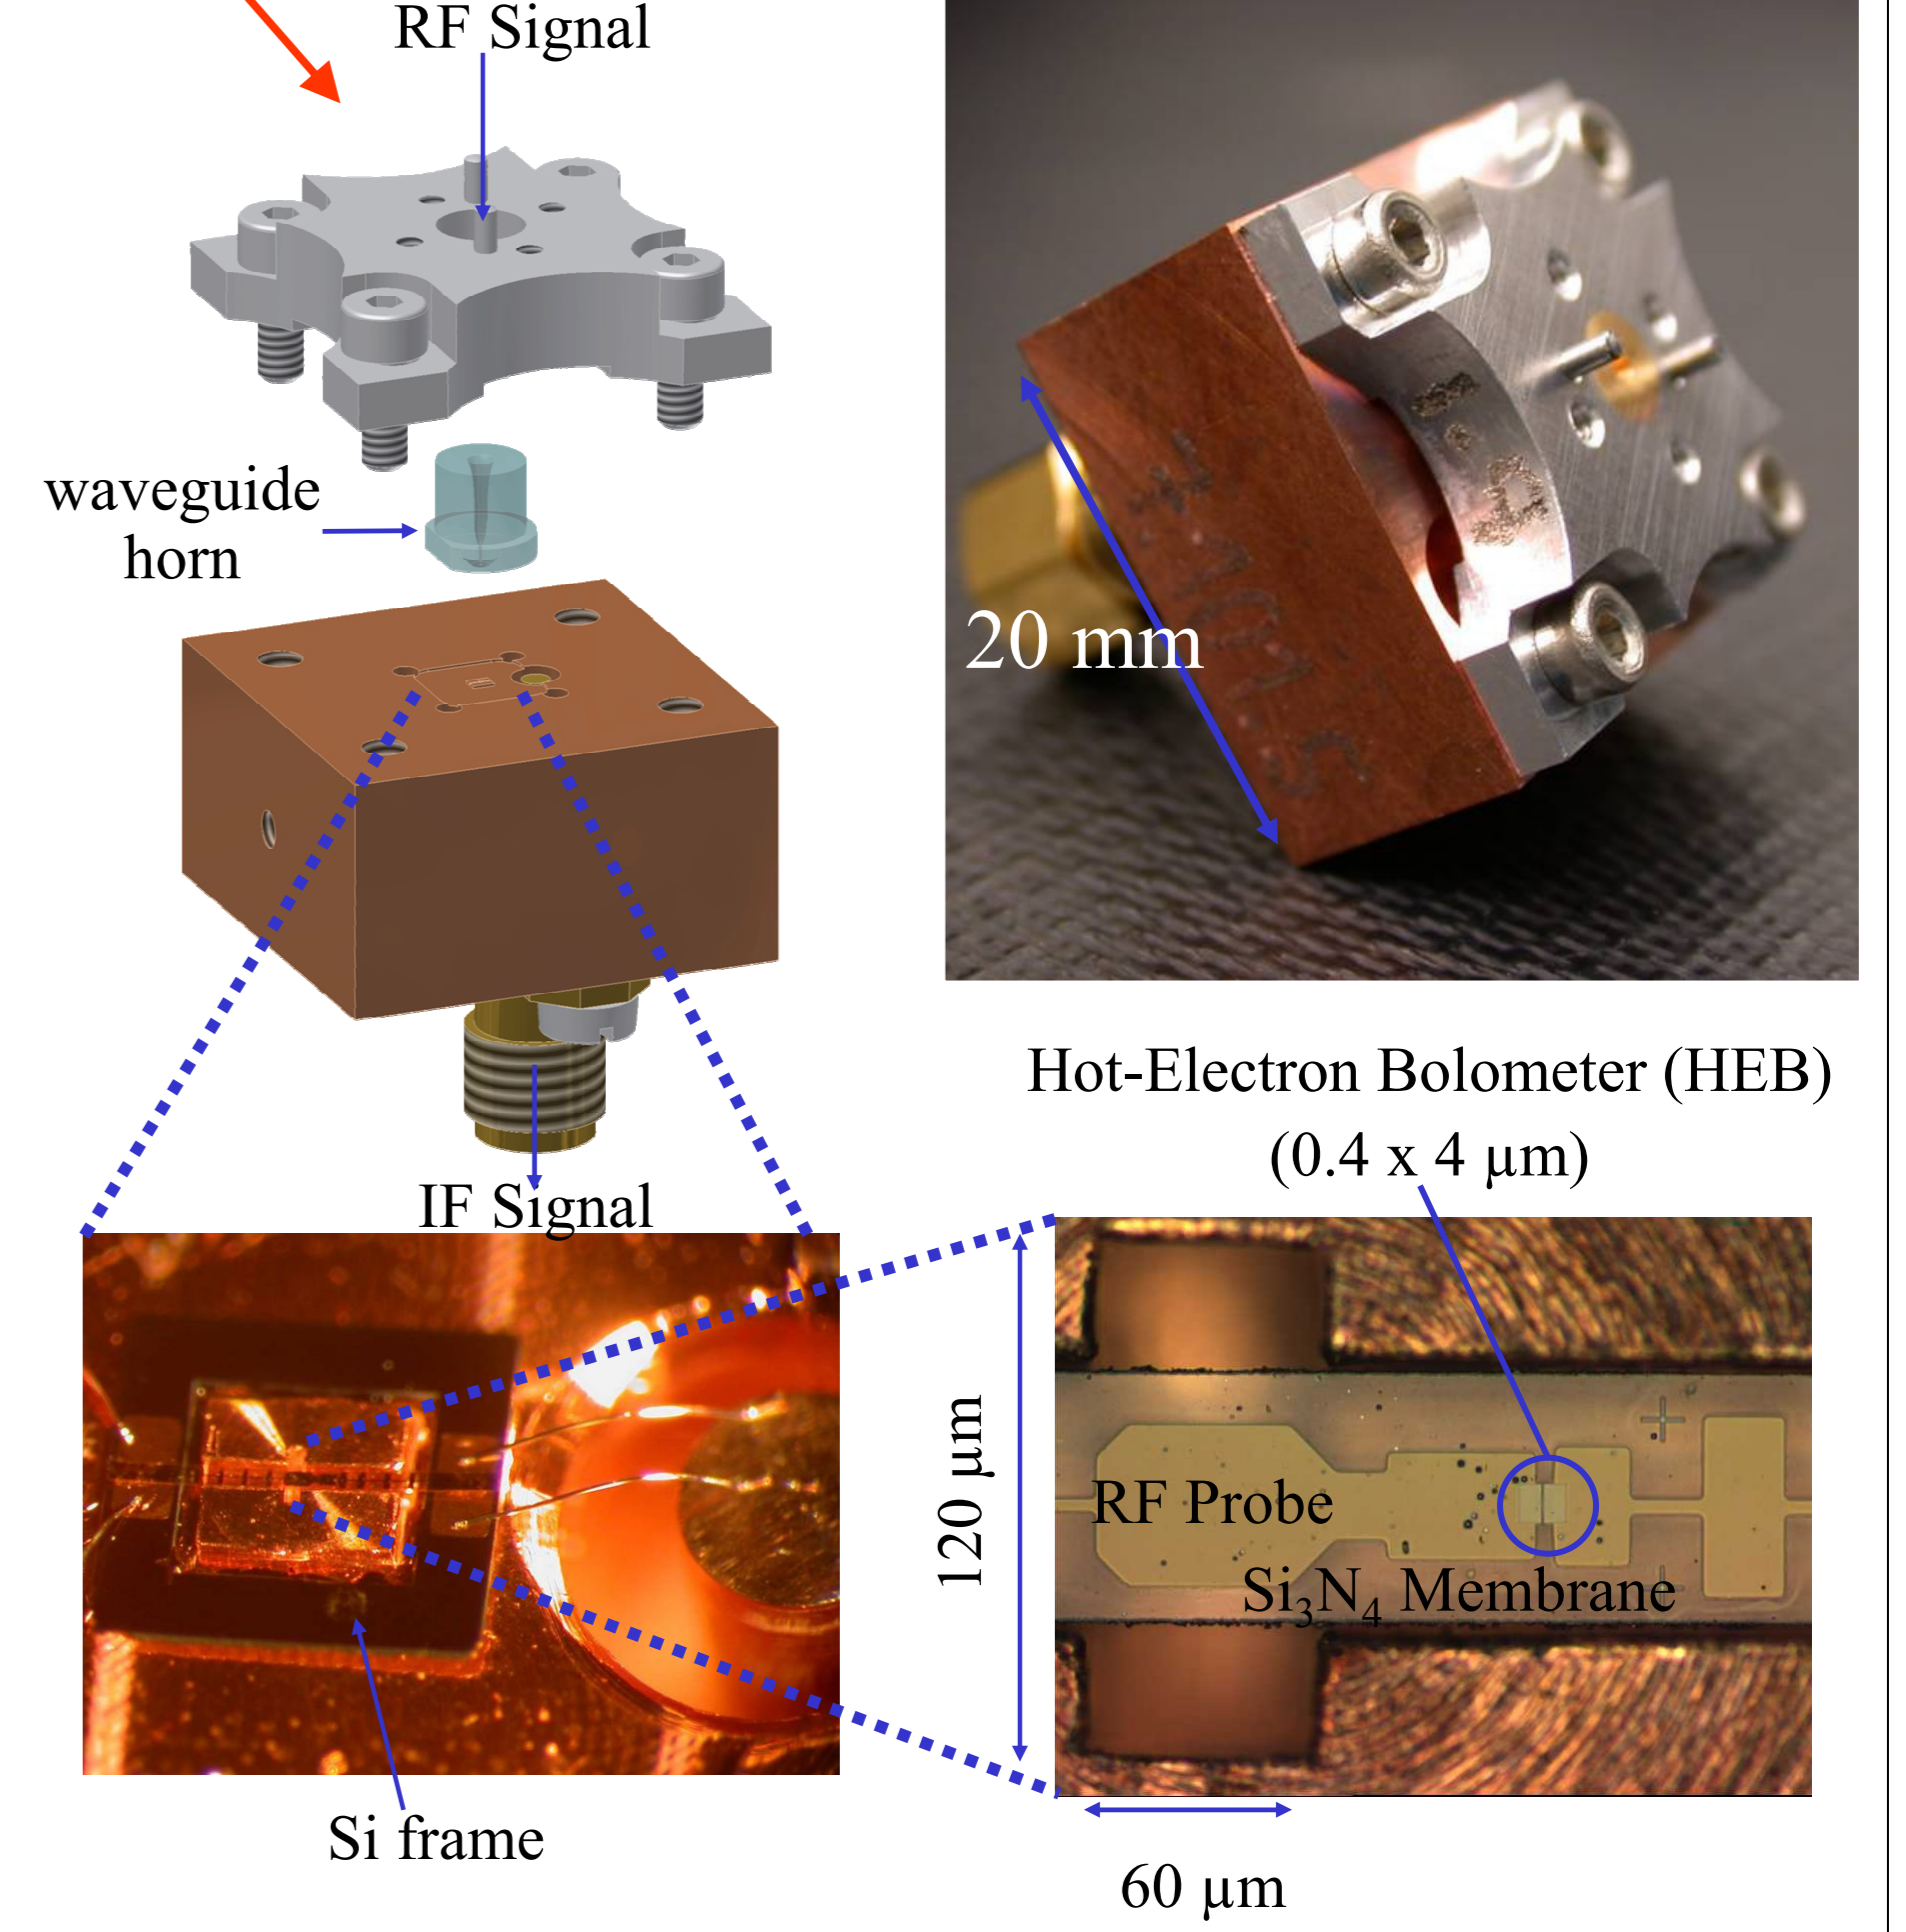 RF Signal
waveguide
horn
20 mm
Hot-Electron Bolometer (HEB)
(0.4 x 4 µm)
IF Signal
120 µm
RF Probe
Si₃N₄ Membrane
Si frame
60 µm